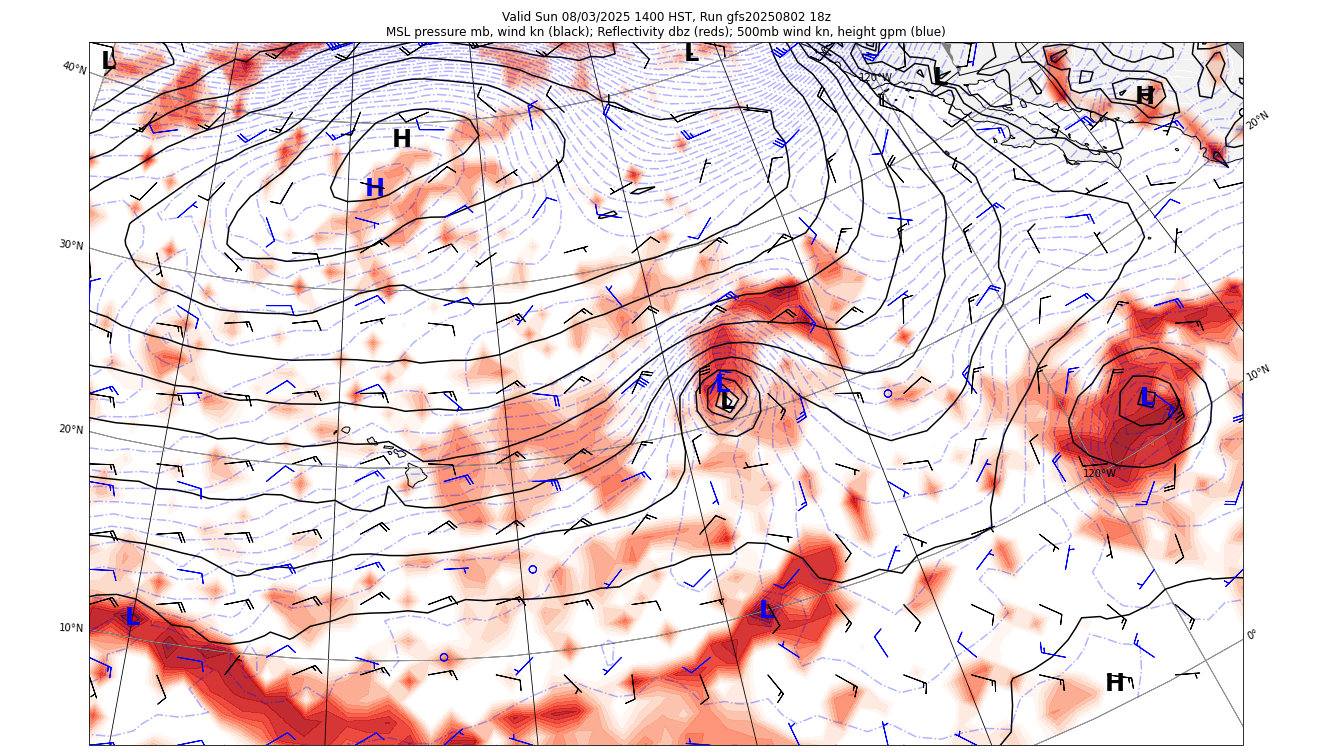 Valid Sun 08/03/2025 1400 HST, Run gfs20250802 18z
MSL pressure mb, wind kn (black); Reflectivity dbz (reds); 500mb wind kn, height gpm (blue)
L
L
L
40°N
120°W
H
H
20°N
H
H
30°N
L
L
L
10°N
20°N
120°W
L
L
10°N
0°
H